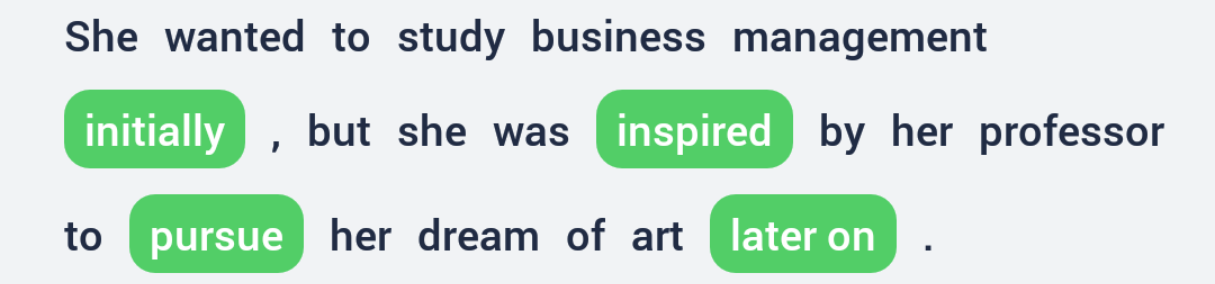 She wanted to study business management
initially , but she was inspired by her professor
to pursue her dream of art later on .